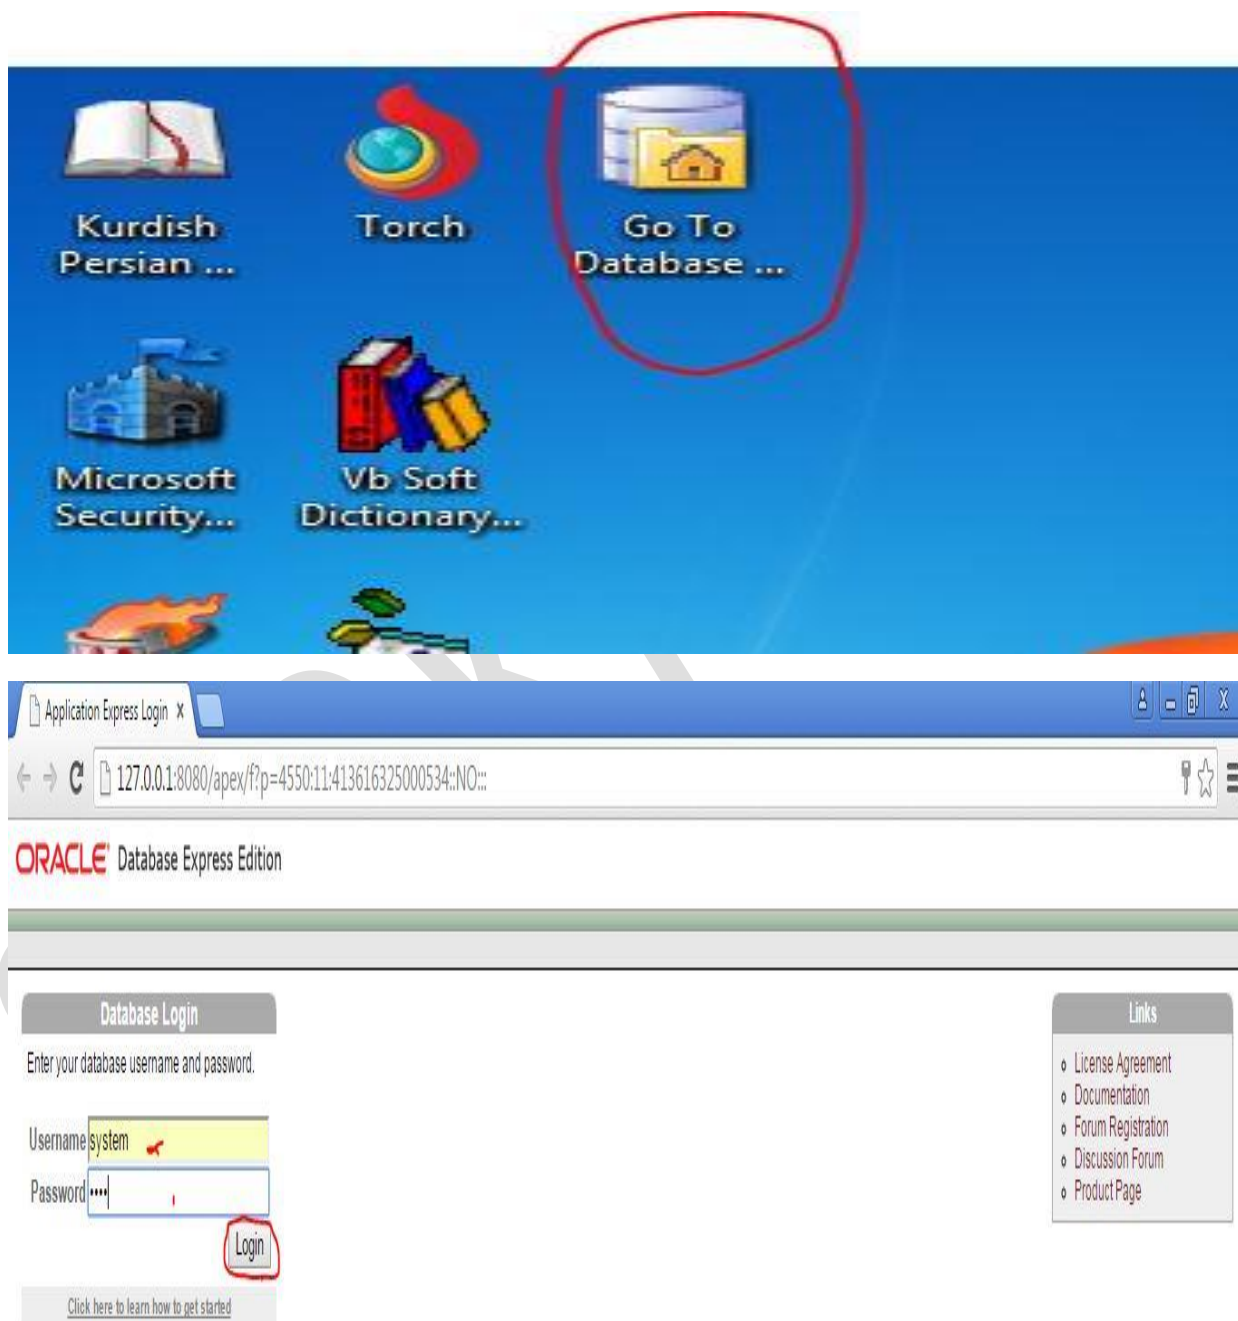 Kurdish
Persian ...
Torch
Go To
Database ...
Microsoft
Security...
Vb Soft
Dictionary...
Application Express Login
127.0.0.1:8080/apex/f?p=4550:11:413616325000534::NO:::
ORACLE Database Express Edition
Database Login
Enter your database username and password.
Username system
Password ••••
Login
Click here to learn how to get started
Links
License Agreement
Documentation
Forum Registration
Discussion Forum
Product Page